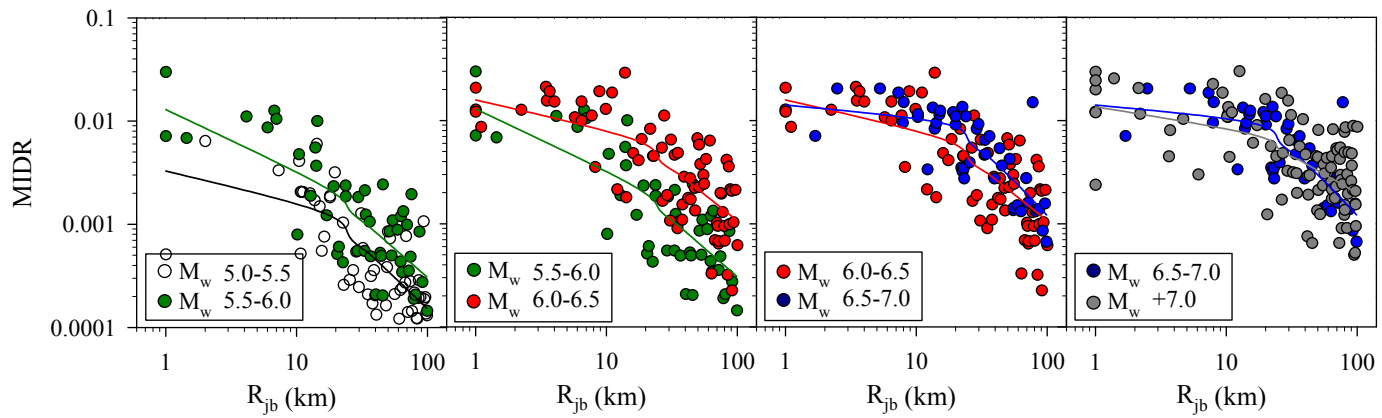 MIDR
0.1
0.01
0.001
0.0001
M_w 5.0-5.5
M_w 5.5-6.0
1 10 100
R_jb (km)
M_w 5.5-6.0
M_w 6.0-6.5
1 10 100
R_jb (km)
M_w 6.0-6.5
M_w 6.5-7.0
1 10 100
R_jb (km)
M_w 6.5-7.0
M_w +7.0
1 10 100
R_jb (km)